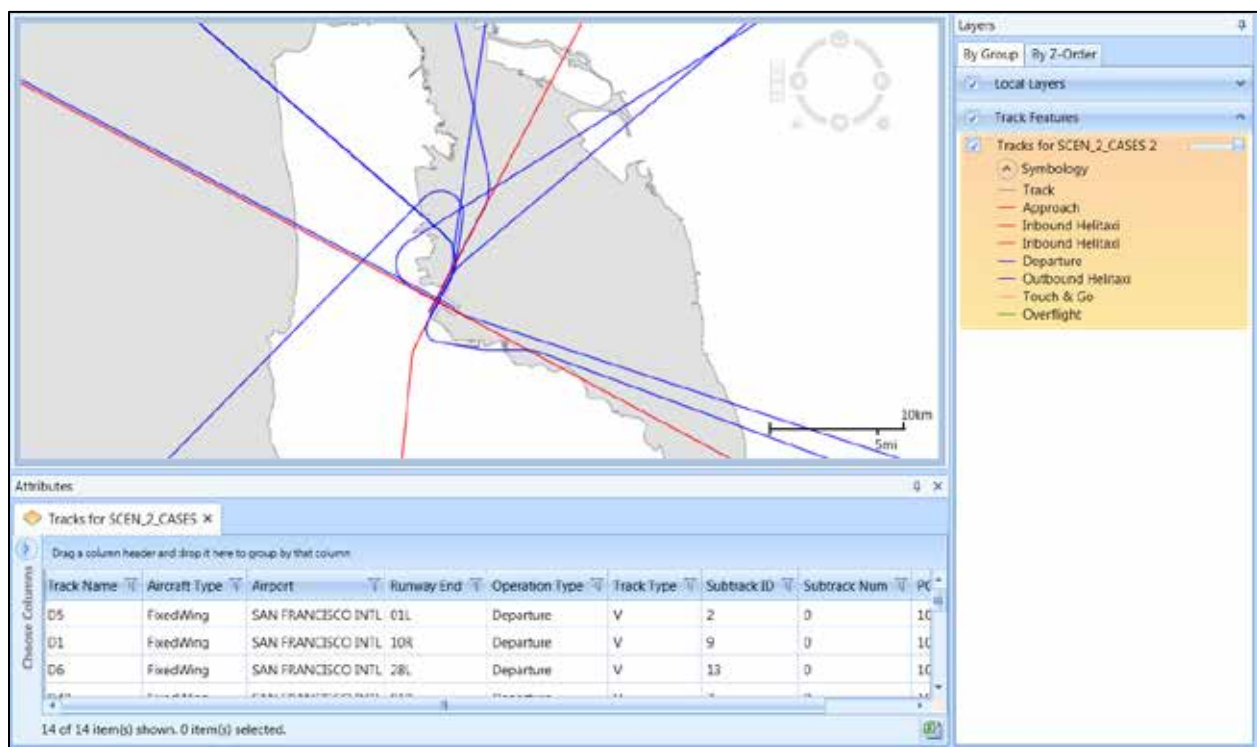 Layers
By Group By Z-Order
Local Layers
Track Features
Tracks for SCEN_2_CASES 2
Symbology
Track
Approach
Inbound Helitaxi
Inbound Helitaxi
Departure
Outbound Helitaxi
Touch & Go
Overflight
10km
5mi
Attributes
Tracks for SCEN_2_CASES
Drag a column header and drop it here to group by that column
Choose Columns
Track Name Aircraft Type Airport Runway End Operation Type Track Type Subtrack ID Subtrack Num
D5 FixedWing SAN FRANCISCO INTL 01L Departure V 2 0 10
D1 FixedWing SAN FRANCISCO INTL 10R Departure V 9 0 10
D6 FixedWing SAN FRANCISCO INTL 28L Departure V 13 0 10
14 of 14 item(s) shown. 0 item(s) selected.